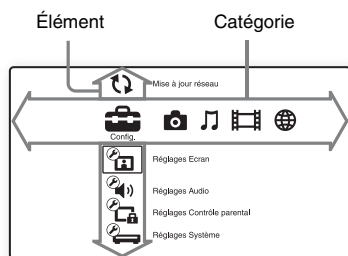 Élément
Catégorie
Mise à jour réseau
Config.
Réglages Ecran
Réglages Audio
Réglages Contrôle parental
Réglages Système